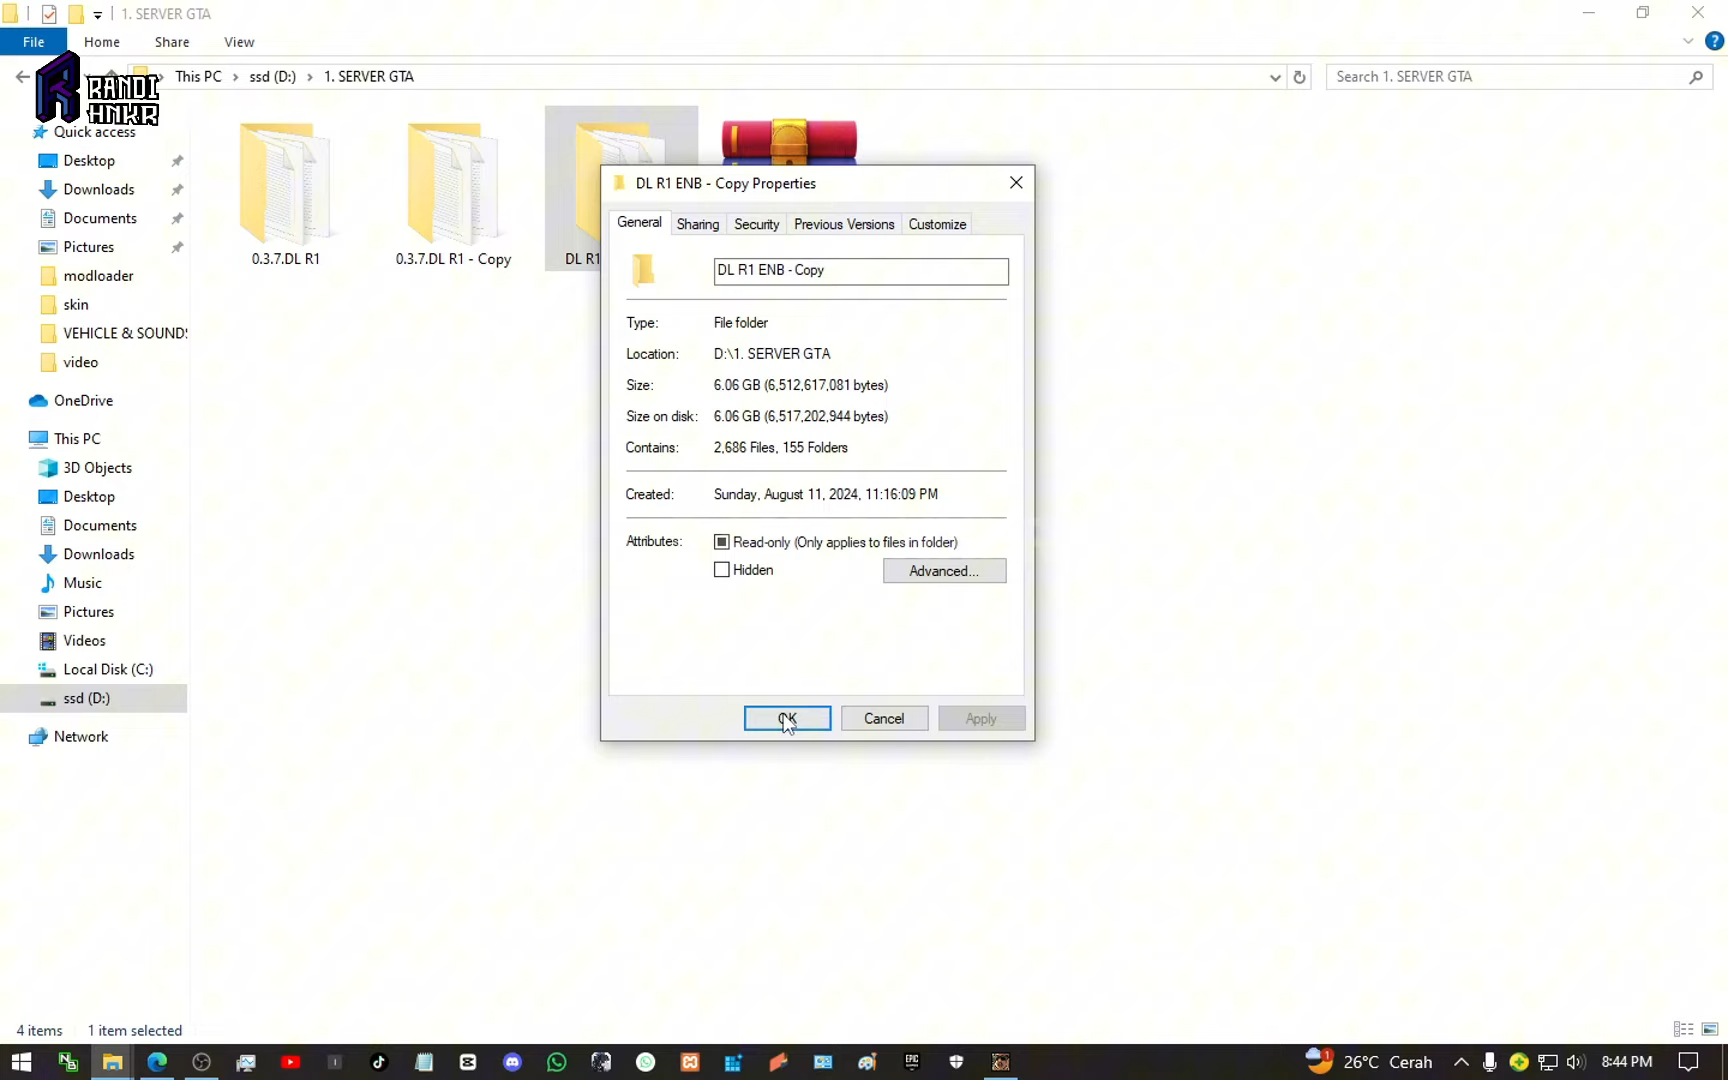 1. SERVER GTA
File Home Share View
This PC > ssd (D:) > 1. SERVER GTA
Search 1. SERVER GTA
RANDI
HNKR
Quick access
Desktop
Downloads
Documents
Pictures
modloader
skin
VEHICLE & SOUNDS
video
OneDrive
This PC
3D Objects
Desktop
Documents
Downloads
Music
Pictures
Videos
Local Disk (C:)
ssd (D:)
Network
0.3.7.DL R1
0.3.7.DL R1 - Copy
DL R1
DL R1 ENB - Copy Properties
General Sharing Security Previous Versions Customize
DL R1 ENB - Copy
Type: File folder
Location: D:\1. SERVER GTA
Size: 6.06 GB (6,512,617,081 bytes)
Size on disk: 6.06 GB (6,517,202,944 bytes)
Contains: 2,686 Files, 155 Folders
Created: Sunday, August 11, 2024, 11:16:09 PM
Attributes: Read-only (Only applies to files in folder)
Hidden
Advanced...
OK Cancel Apply
4 items 1 item selected
EPIC
1
26°C Cerah
8:44 PM